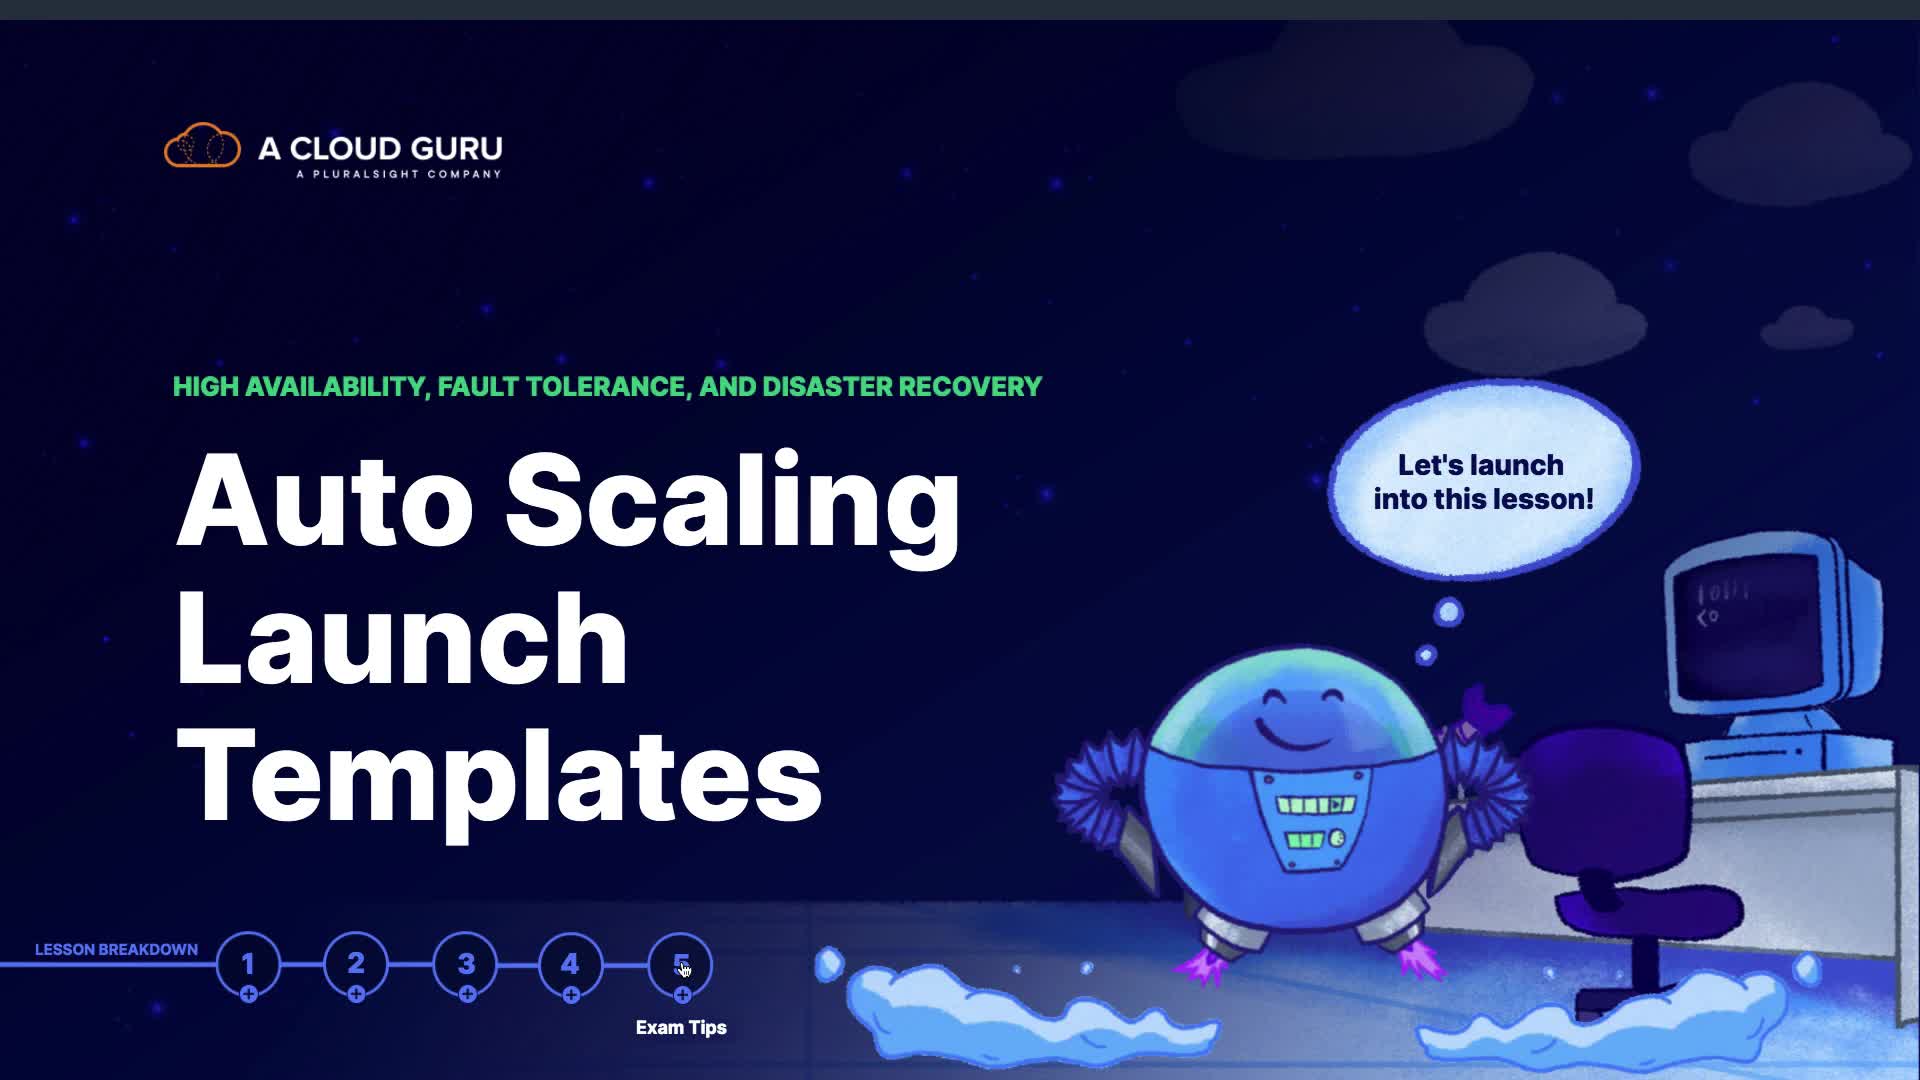 A CLOUD GURU
A PLURALSIGHT COMPANY
HIGH AVAILABILITY, FAULT TOLERANCE, AND DISASTER RECOVERY
Auto Scaling
Launch
Templates
Let's launch
into this lesson!
LESSON BREAKDOWN
1 2 3 4 5
Exam Tips